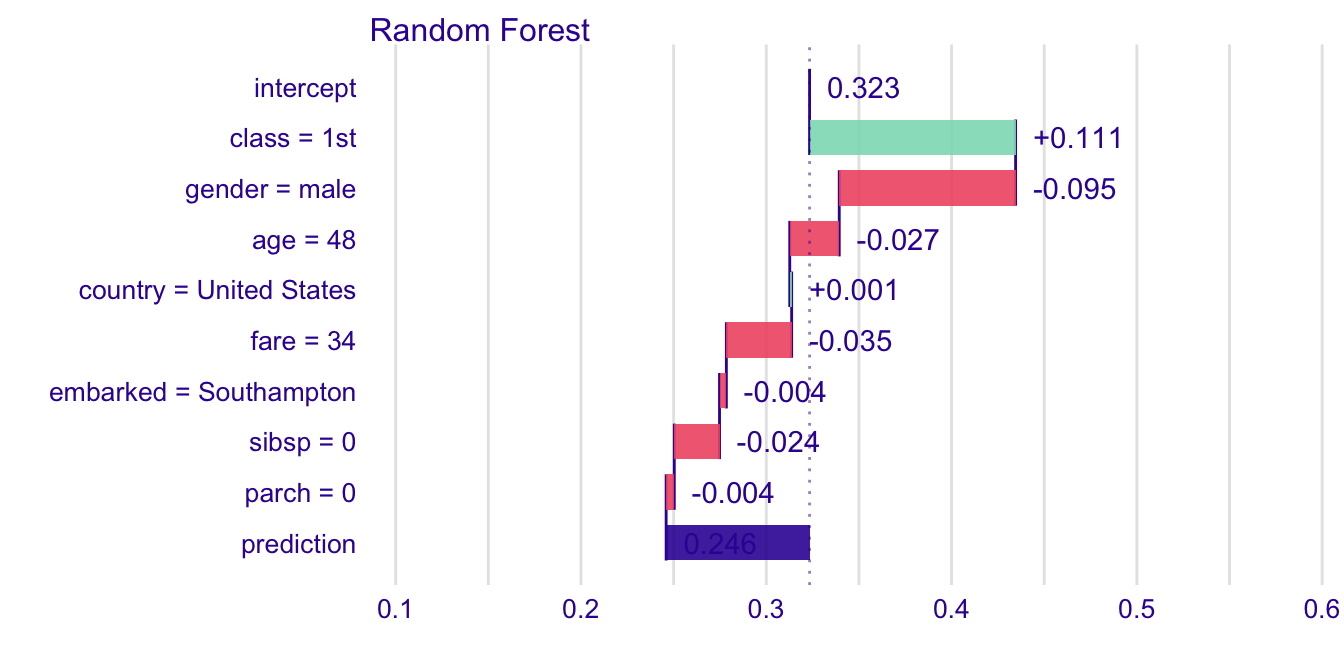 Random Forest
intercept 0.323
class = 1st +0.111
gender = male -0.095
age = 48 -0.027
country = United States +0.001
fare = 34 -0.035
embarked = Southampton -0.004
sibsp = 0 -0.024
parch = 0 -0.004
prediction 0.246
0.1 0.2 0.3 0.4 0.5 0.6